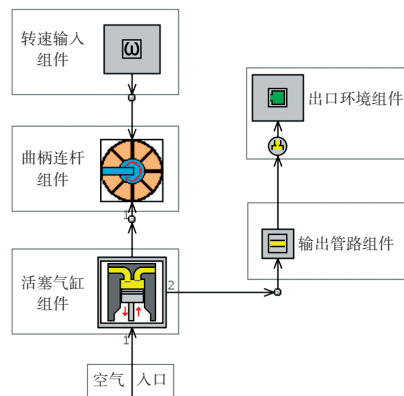 转速输入
组件
ω
曲柄连杆
组件
1
1
活塞气缸
组件
2
1
空气 入口
出口环境组件
输出管路组件